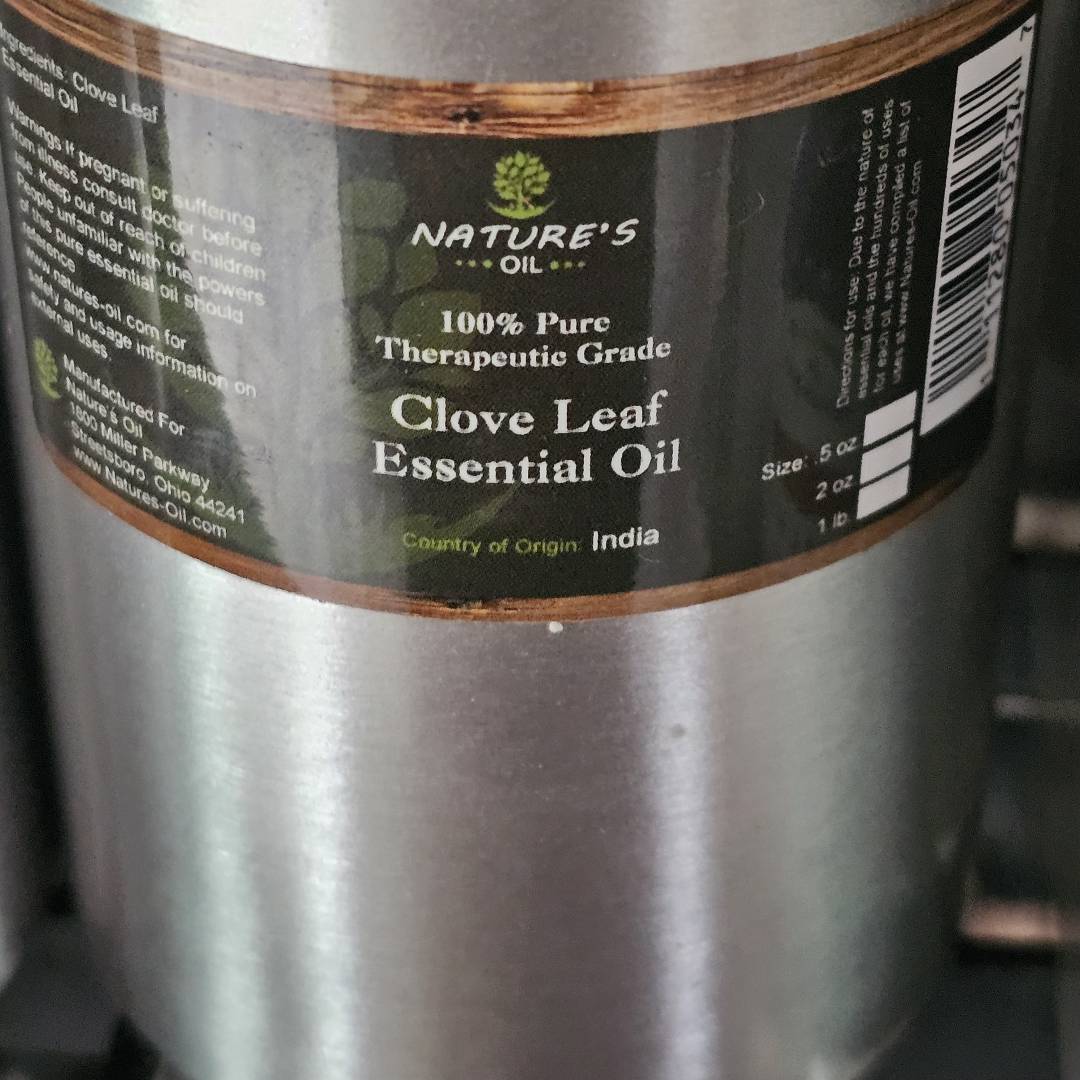 Ingredients: Clove Leaf
Essential Oil
Warnings If pregnant or suffering
from illness consult doctor before
use. Keep out of reach of children
People unfamiliar with the powers
of this pure essential oil should
reference
www.natures-oil.com for
safety and usage information on
external uses
Manufactured For
Nature's Oil
1800 Miller Parkway
Streetsboro, Ohio 44241
www.Natures-Oil.com
NATURE'S
OIL
100% Pure
Therapeutic Grade
Clove Leaf
Essential Oil
Country of Origin: India
Directions for use: Due to the nature of
essential oils and the hundreds of uses
for each oil, we have compiled a list of
uses at www.Natures-Oil.com
Size: .5 oz
2 oz
1 lb
7